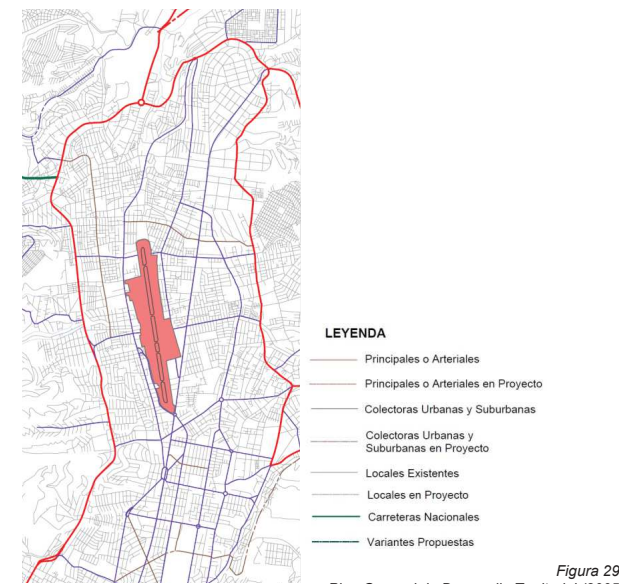 LEYENDA
Principales o Arteriales
Principales o Arteriales en Proyecto
Colectoras Urbanas y Suburbanas
Colectoras Urbanas y
Suburbanas en Proyecto
Locales Existentes
Locales en Proyecto
Carreteras Nacionales
Variantes Propuestas
Figura 29